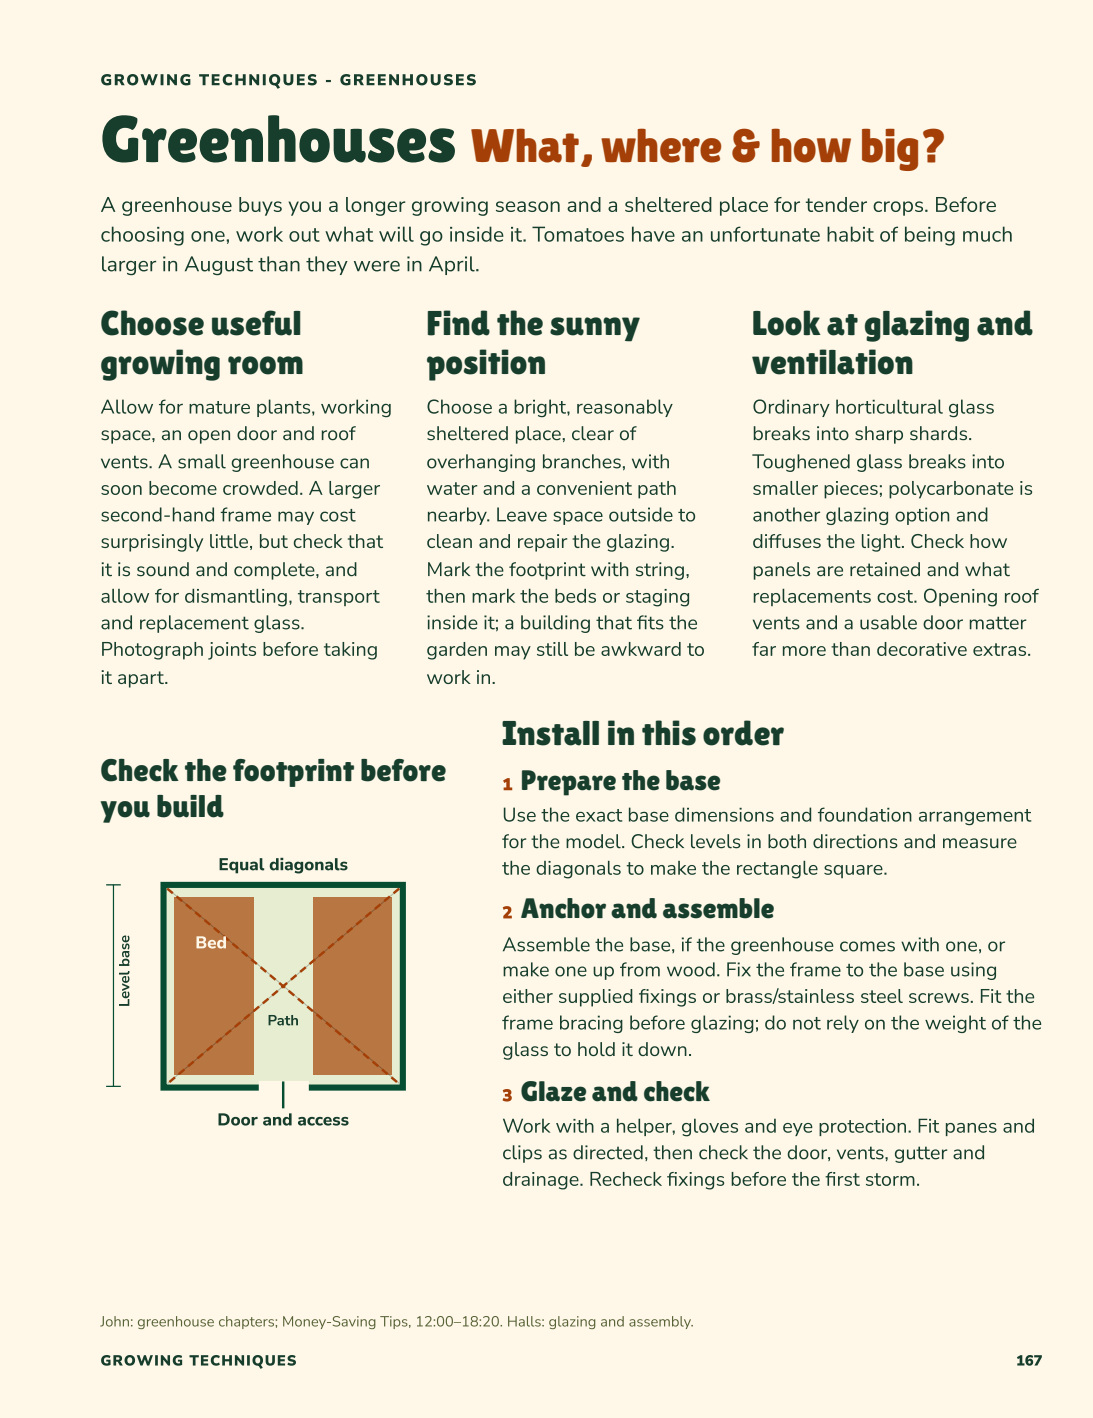 GROWING TECHNIQUES - GREENHOUSES
Greenhouses What, where & how big?
A greenhouse buys you a longer growing season and a sheltered place for tender crops. Before
choosing one, work out what will go inside it. Tomatoes have an unfortunate habit of being much
larger in August than they were in April.
Choose useful
growing room
Allow for mature plants, working
space, an open door and roof
vents. A small greenhouse can
soon become crowded. A larger
second-hand frame may cost
surprisingly little, but check that
it is sound and complete, and
allow for dismantling, transport
and replacement glass.
Photograph joints before taking
it apart.
Find the sunny
position
Choose a bright, reasonably
sheltered place, clear of
overhanging branches, with
water and a convenient path
nearby. Leave space outside to
clean and repair the glazing.
Mark the footprint with string,
then mark the beds or staging
inside it; a building that fits the
garden may still be awkward to
work in.
Look at glazing and
ventilation
Ordinary horticultural glass
breaks into sharp shards.
Toughened glass breaks into
smaller pieces; polycarbonate is
another glazing option and
diffuses the light. Check how
panels are retained and what
replacements cost. Opening roof
vents and a usable door matter
far more than decorative extras.
Check the footprint before
you build
Equal diagonals
Level base
Bed
Path
Door and access
Install in this order
1 Prepare the base
Use the exact base dimensions and foundation arrangement
for the model. Check levels in both directions and measure
the diagonals to make the rectangle square.
2 Anchor and assemble
Assemble the base, if the greenhouse comes with one, or
make one up from wood. Fix the frame to the base using
either supplied fixings or brass/stainless steel screws. Fit the
frame bracing before glazing; do not rely on the weight of the
glass to hold it down.
3 Glaze and check
Work with a helper, gloves and eye protection. Fit panes and
clips as directed, then check the door, vents, gutter and
drainage. Recheck fixings before the first storm.
John: greenhouse chapters; Money-Saving Tips, 12:00–18:20. Halls: glazing and assembly.
GROWING TECHNIQUES
167